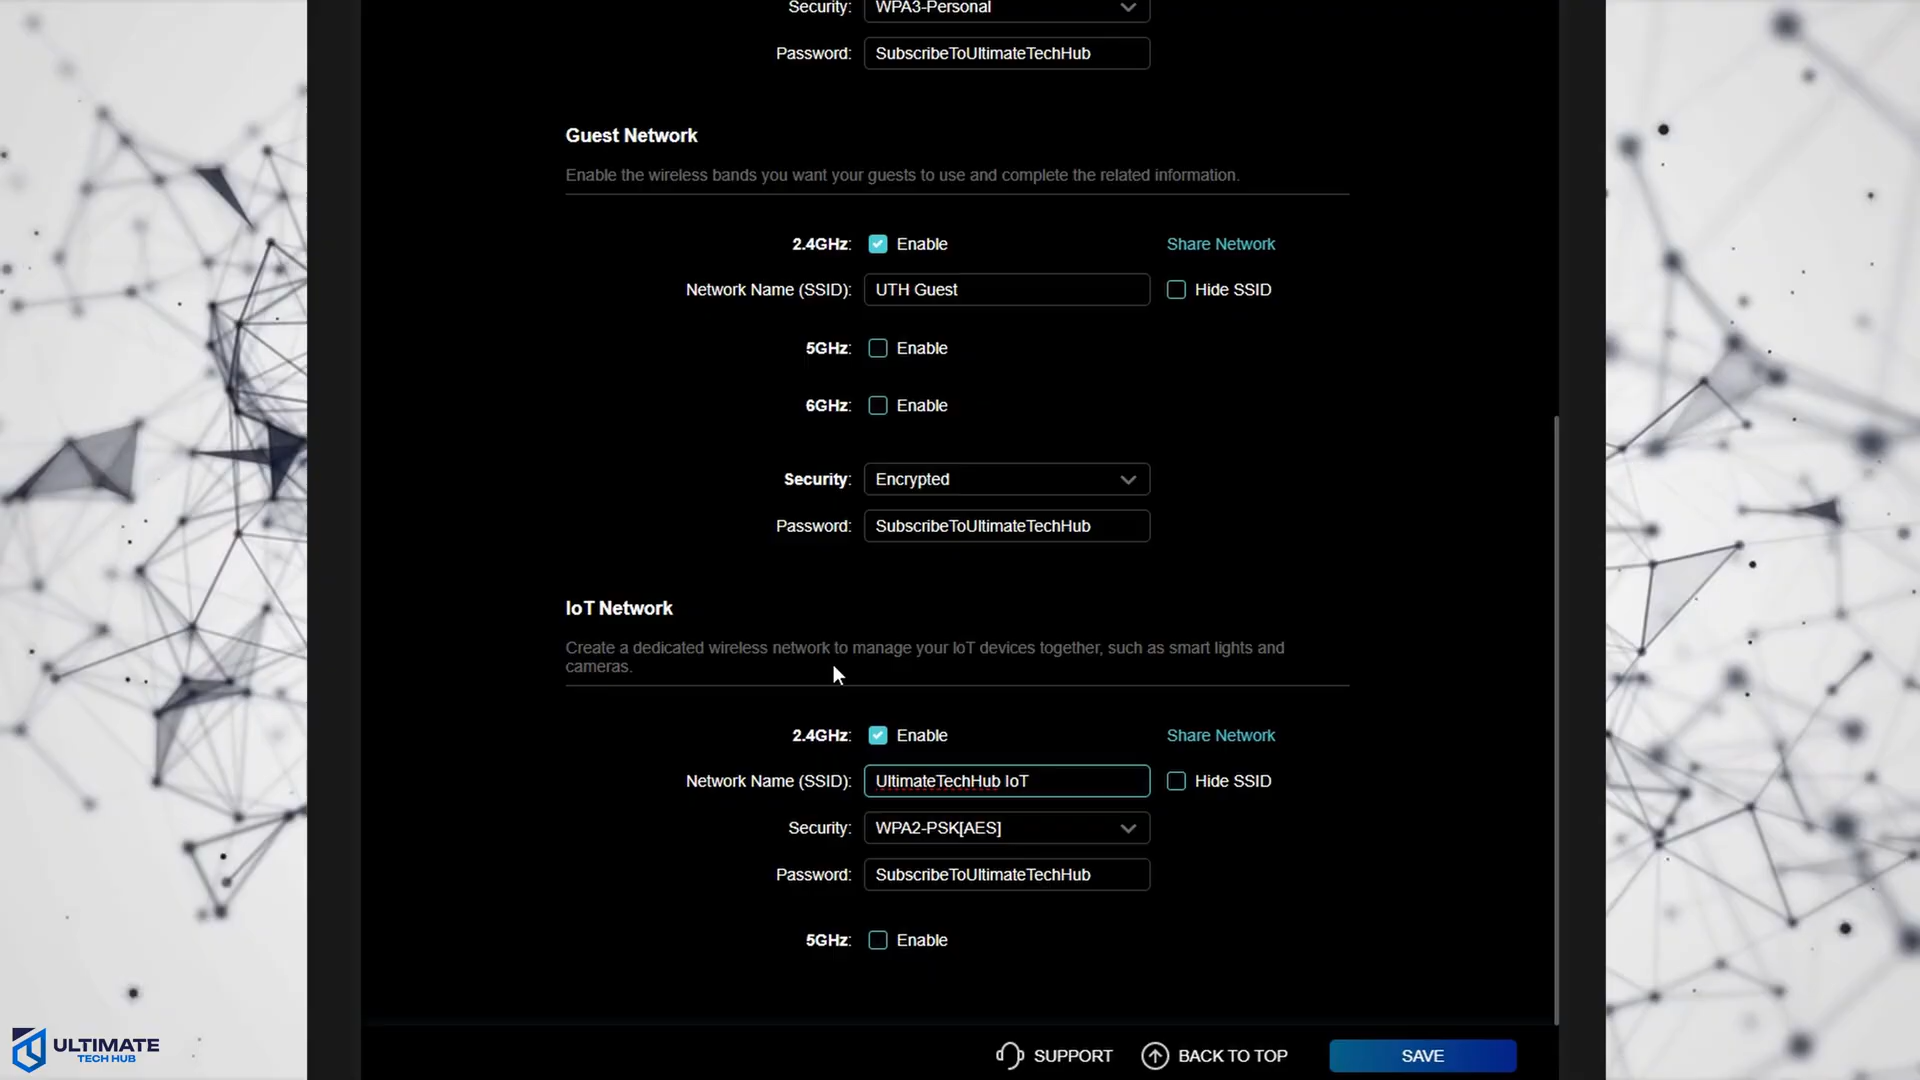 Security: WPA3-Personal
Password: SubscribeToUltimateTechHub
Guest Network
Enable the wireless bands you want your guests to use and complete the related information.
2.4GHz: Enable Share Network
Network Name (SSID): UTH Guest Hide SSID
5GHz: Enable
6GHz: Enable
Security: Encrypted
Password: SubscribeToUltimateTechHub
IoT Network
Create a dedicated wireless network to manage your IoT devices together, such as smart lights and
cameras.
2.4GHz: Enable Share Network
Network Name (SSID): UltimateTechHub IoT Hide SSID
Security: WPA2-PSK[AES]
Password: SubscribeToUltimateTechHub
5GHz: Enable
SUPPORT BACK TO TOP SAVE
ULTIMATE
TECH HUB